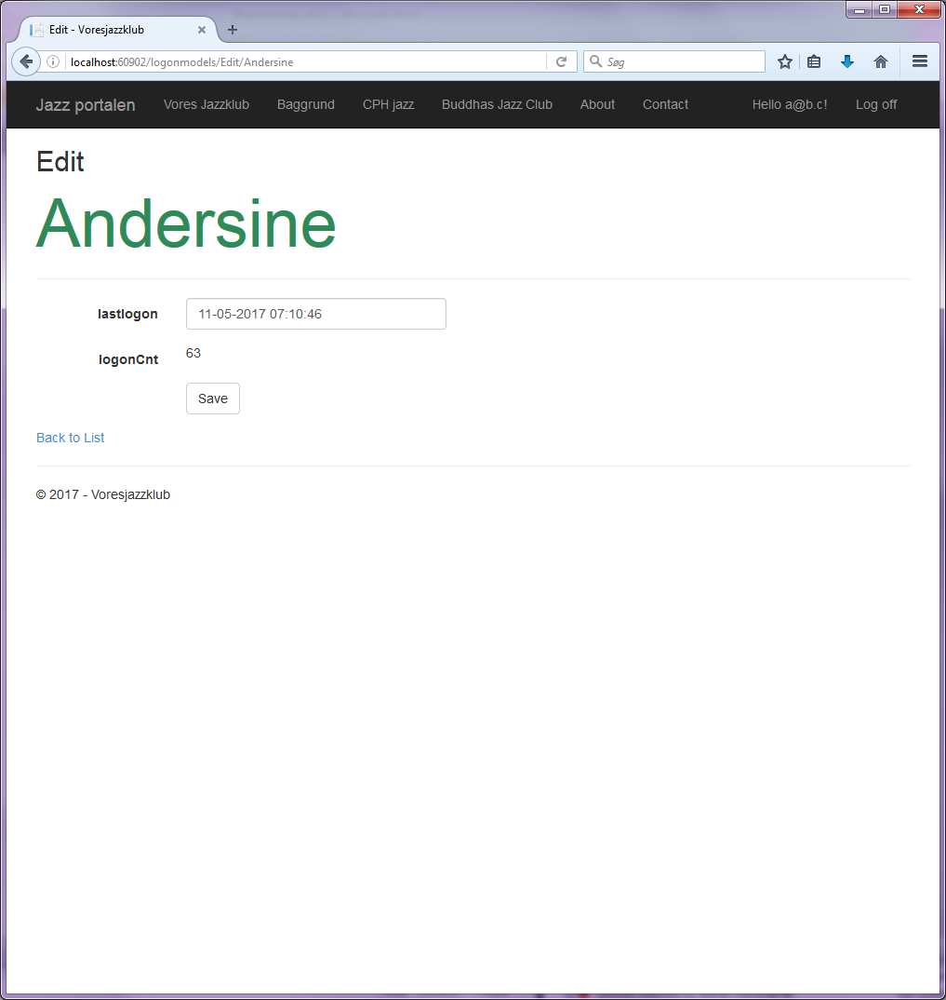 Edit - Voresjazzklub
localhost:60902/logonmodels/Edit/Andersine
Søg
Jazz portalen Vores Jazzklub Baggrund CPH jazz Buddhas Jazz Club About Contact Hello a@b.c! Log off
Edit
Andersine
lastlogon 11-05-2017 07:10:46
logonCnt 63
Save
Back to List
© 2017 - Voresjazzklub